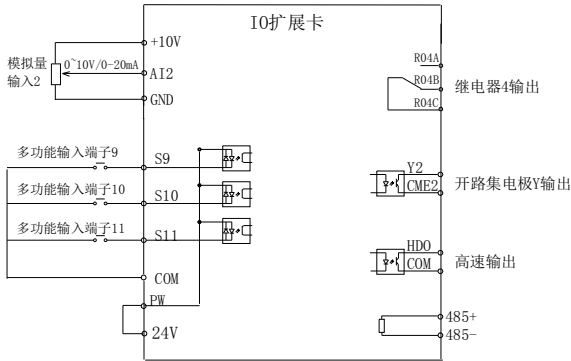 IO扩展卡
+10V
模拟量
输入2
0~10V/0-20mA
AI2
GND
多功能输入端子9
S9
多功能输入端子10
S10
多功能输入端子11
S11
COM
PW
24V
R04A
R04B
R04C
继电器4输出
Y2
CME2
开路集电极Y输出
HDO
COM
高速输出
485+
485-